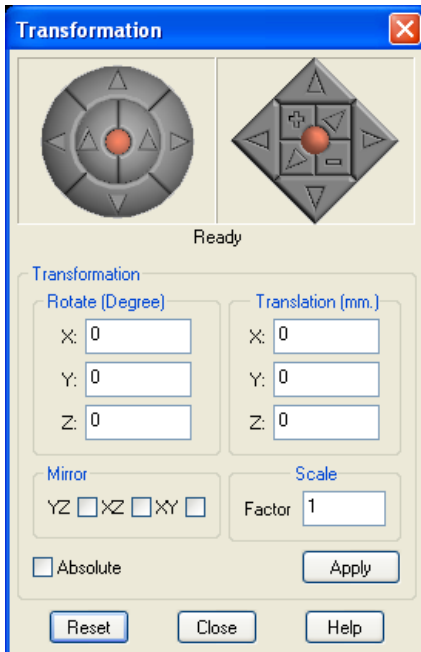 Transformation
Ready
Transformation
Rotate (Degree) Translation (mm.)
X: 0 X: 0
Y: 0 Y: 0
Z: 0 Z: 0
Mirror Scale
YZ XZ XY Factor 1
Absolute Apply
Reset Close Help